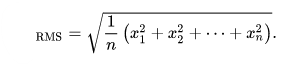 RMS = √(1/n (x₁² + x₂² + ⋯ + xₙ²)).